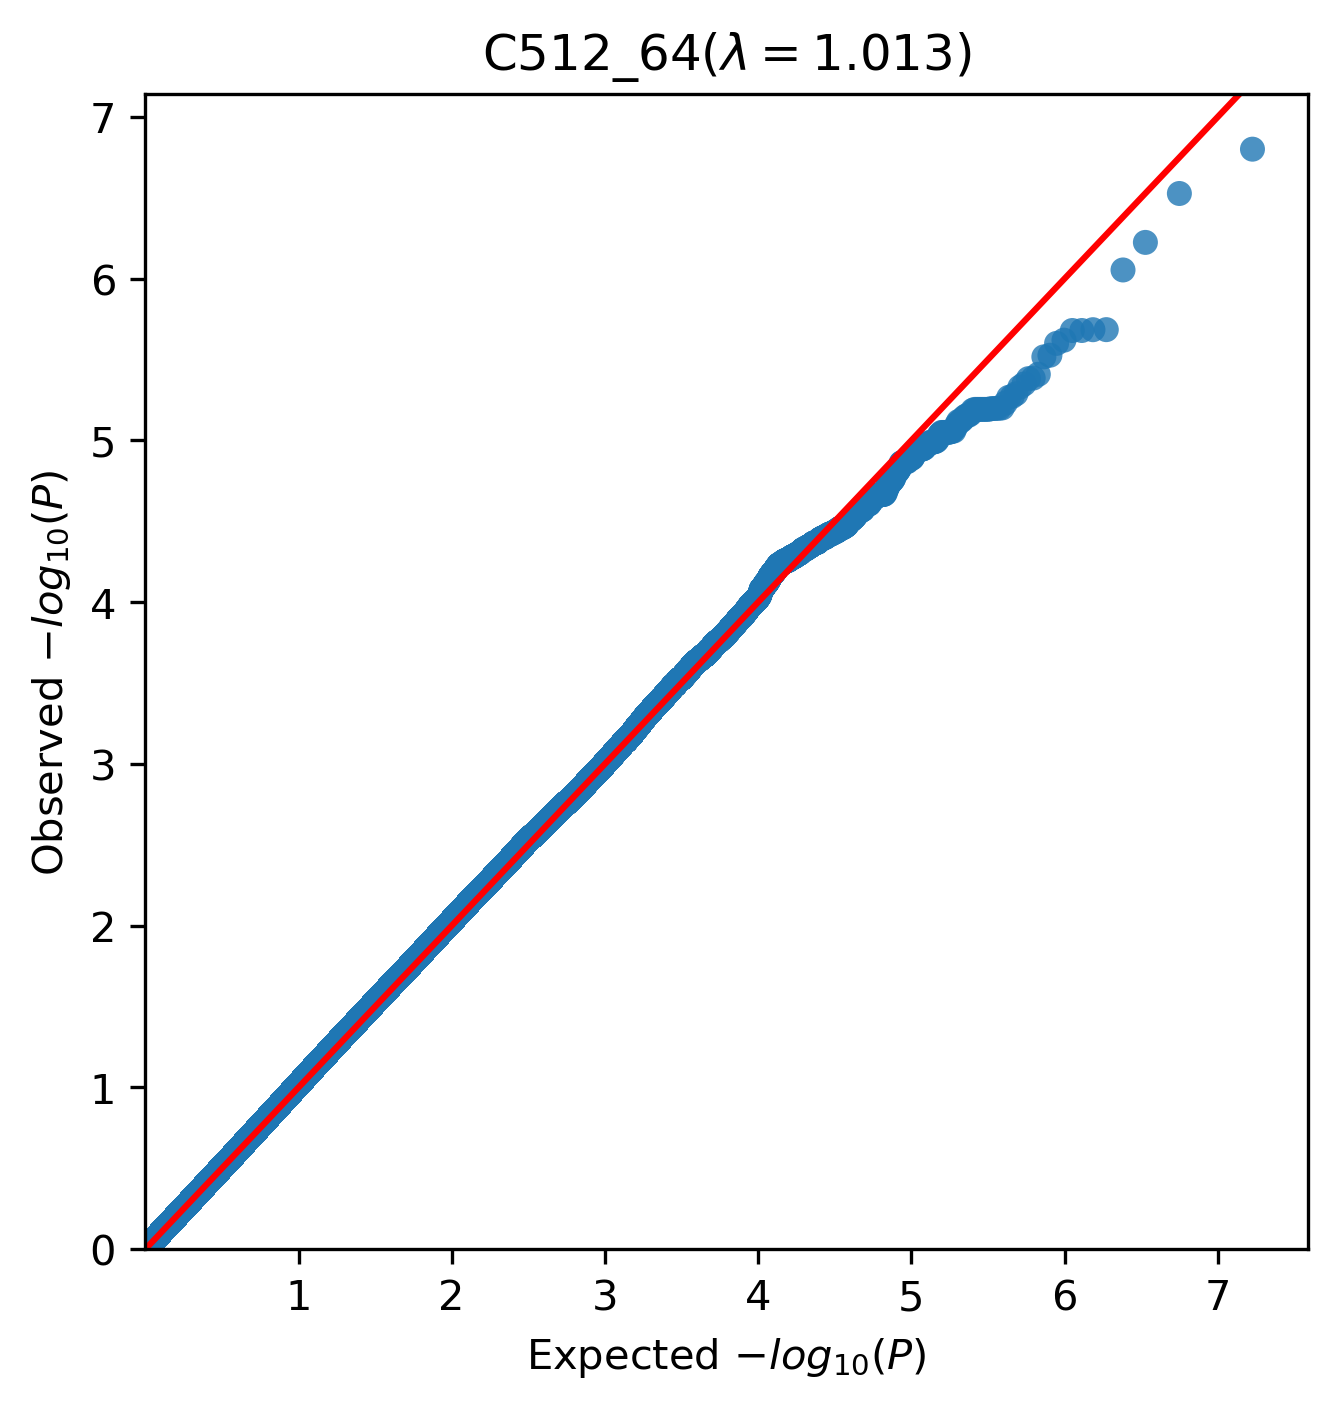 C512_64(λ = 1.013)
7
6
5
4
3
2
1
0
Observed −log₁₀(P)
1 2 3 4 5 6 7
Expected −log₁₀(P)